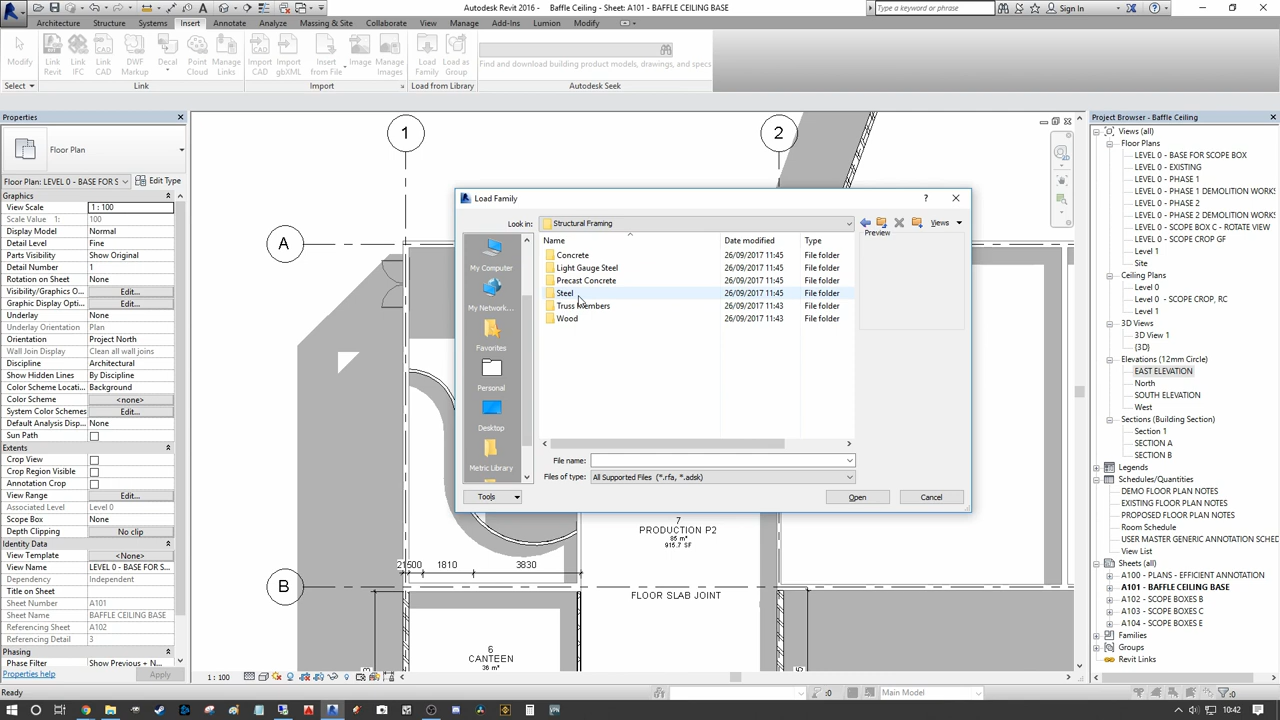 Autodesk Revit 2016 - Baffle Ceiling - Sheet: A101 - BAFFLE CEILING BASE
Type a keyword or phrase
Sign In
Architecture Structure Systems Insert Annotate Analyze Massing & Site Collaborate View Manage Add-Ins Lumion Modify
Modify
Link Revit
Link IFC
Link CAD
DWF Markup
Decal
Point Cloud
Manage Links
Import CAD
Import gbXML
Insert from File
Image
Manage Images
Load Family
Load as Group
Find and download building product models, drawings, and specs
Select Link Import Load from Library Autodesk Seek
Properties
Floor Plan
Floor Plan: LEVEL 0 - BASE FOR S
Edit Type
Graphics
View Scale 1 : 100
Scale Value 1: 100
Display Model Normal
Detail Level Fine
Parts Visibility Show Original
Detail Number 1
Rotation on Sheet None
Visibility/Graphics O... Edit...
Graphic Display Opti... Edit...
Underlay None
Underlay Orientation Plan
Orientation Project North
Wall Join Display Clean all wall joins
Discipline Architectural
Show Hidden Lines By Discipline
Color Scheme Locati... Background
Color Scheme <none>
System Color Schemes Edit...
Default Analysis Disp... None
Sun Path
Extents
Crop View
Crop Region Visible
Annotation Crop
View Range Edit...
Associated Level Level 0
Scope Box None
Depth Clipping No clip
Identity Data
View Template <None>
View Name LEVEL 0 - BASE FOR S...
Dependency Independent
Title on Sheet
Sheet Number A101
Sheet Name BAFFLE CEILING BASE
Referencing Sheet A102
Referencing Detail 3
Phasing
Phase Filter Show Previous + N...
Properties help
Apply
1
2
A
B
Load Family
Look in: Structural Framing
Views
Preview
Name Date modified Type
Concrete 26/09/2017 11:45 File folder
Light Gauge Steel 26/09/2017 11:45 File folder
Precast Concrete 26/09/2017 11:45 File folder
Steel 26/09/2017 11:45 File folder
Truss Members 26/09/2017 11:43 File folder
Wood 26/09/2017 11:43 File folder
My Computer
My Network...
Favorites
Personal
Desktop
Metric Library
File name:
Files of type: All Supported Files (*.rfa, *.adsk)
Tools
Open
Cancel
7
PRODUCTION P2
85 m²
915.7 SF
21500 1810 3830
FLOOR SLAB JOINT
6
CANTEEN
36 m²
Project Browser - Baffle Ceiling
Views (all)
Floor Plans
LEVEL 0 - BASE FOR SCOPE BOX
LEVEL 0 - EXISTING
LEVEL 0 - PHASE 1
LEVEL 0 - PHASE 1 DEMOLITION WORKS
LEVEL 0 - PHASE 2
LEVEL 0 - PHASE 2 DEMOLITION WORKS
LEVEL 0 - SCOPE BOX C - ROTATE VIEW
LEVEL 0 - SCOPE CROP GF
Level 1
Site
Ceiling Plans
Level 0
Level 0 - SCOPE CROP, RC
Level 1
3D Views
3D View 1
{3D}
Elevations (12mm Circle)
EAST ELEVATION
North
SOUTH ELEVATION
West
Sections (Building Section)
Section 1
SECTION A
SECTION B
Legends
Schedules/Quantities
DEMO FLOOR PLAN NOTES
EXISTING FLOOR PLAN NOTES
PROPOSED FLOOR PLAN NOTES
Room Schedule
USER MASTER GENERIC ANNOTATION SCHED
View List
Sheets (all)
A100 - PLANS - EFFICIENT ANNOTATION
A101 - BAFFLE CEILING BASE
A102 - SCOPE BOXES B
A103 - SCOPE BOXES C
A104 - SCOPE BOXES E
Families
Groups
Revit Links
1 : 100
Ready
:0
Main Model
:0
10:42